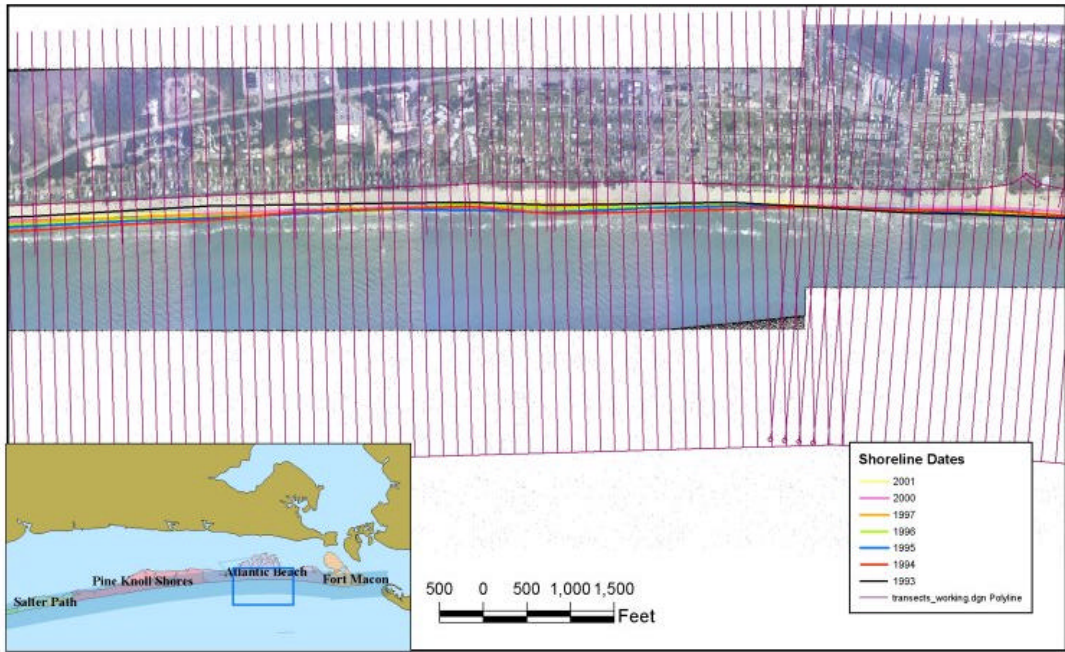 Shoreline Dates
2001
2000
1997
1996
1995
1994
1993
transects_working.dgn Polyline
Pine Knoll Shores
Atlantic Beach
Fort Macon
Salter Path
500 0 500 1,000 1,500
Feet